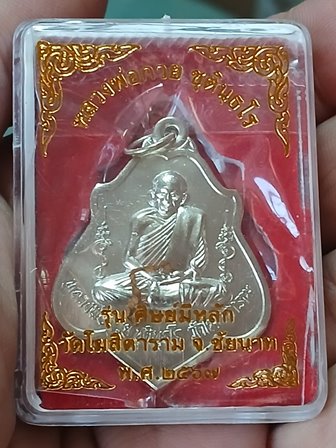 หลวงพ่อกวย ชุตินฺธโร
รุ่น ศิษย์มีหลัก
วัดโฆสิตาราม จ.ชัยนาท
พ.ศ.๒๕๖๗